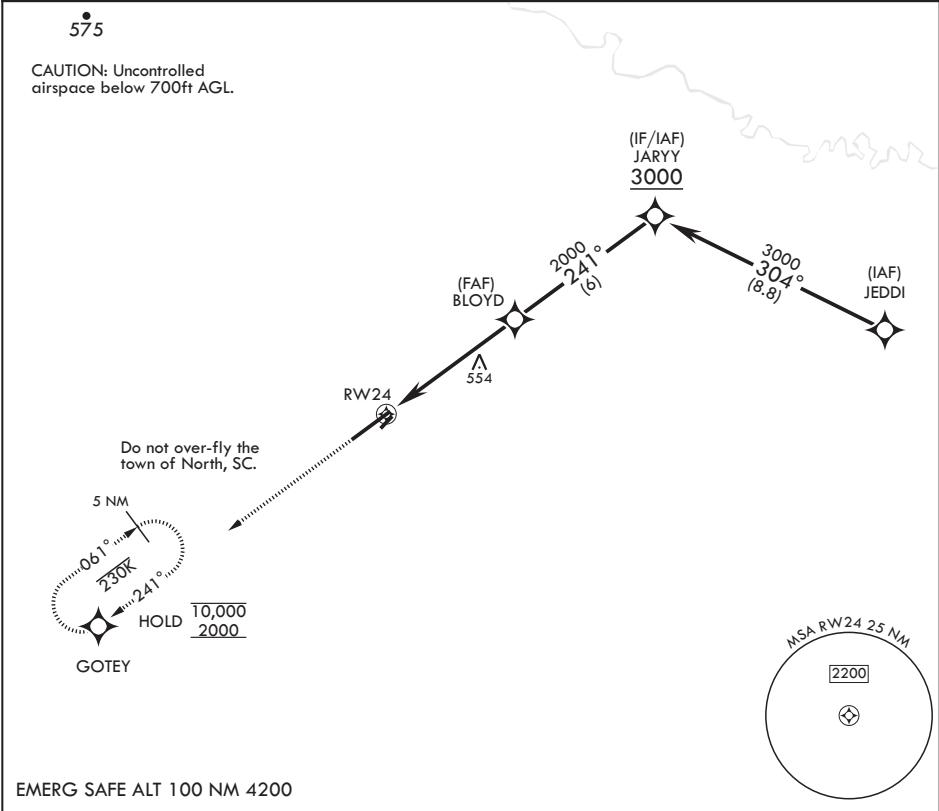 575
CAUTION: Uncontrolled
airspace below 700ft AGL.
(IF/IAF)
JARYY
3000
2000
241°
(6)
3000
304°
(8.8)
(IAF)
JEDDI
(FAF)
BLOYD
554
RW24
Do not over-fly the
town of North, SC.
5 NM
061°
230K
241°
HOLD
10,000
2000
GOTEY
MSA RW24 25 NM
2200
EMERG SAFE ALT 100 NM 4200